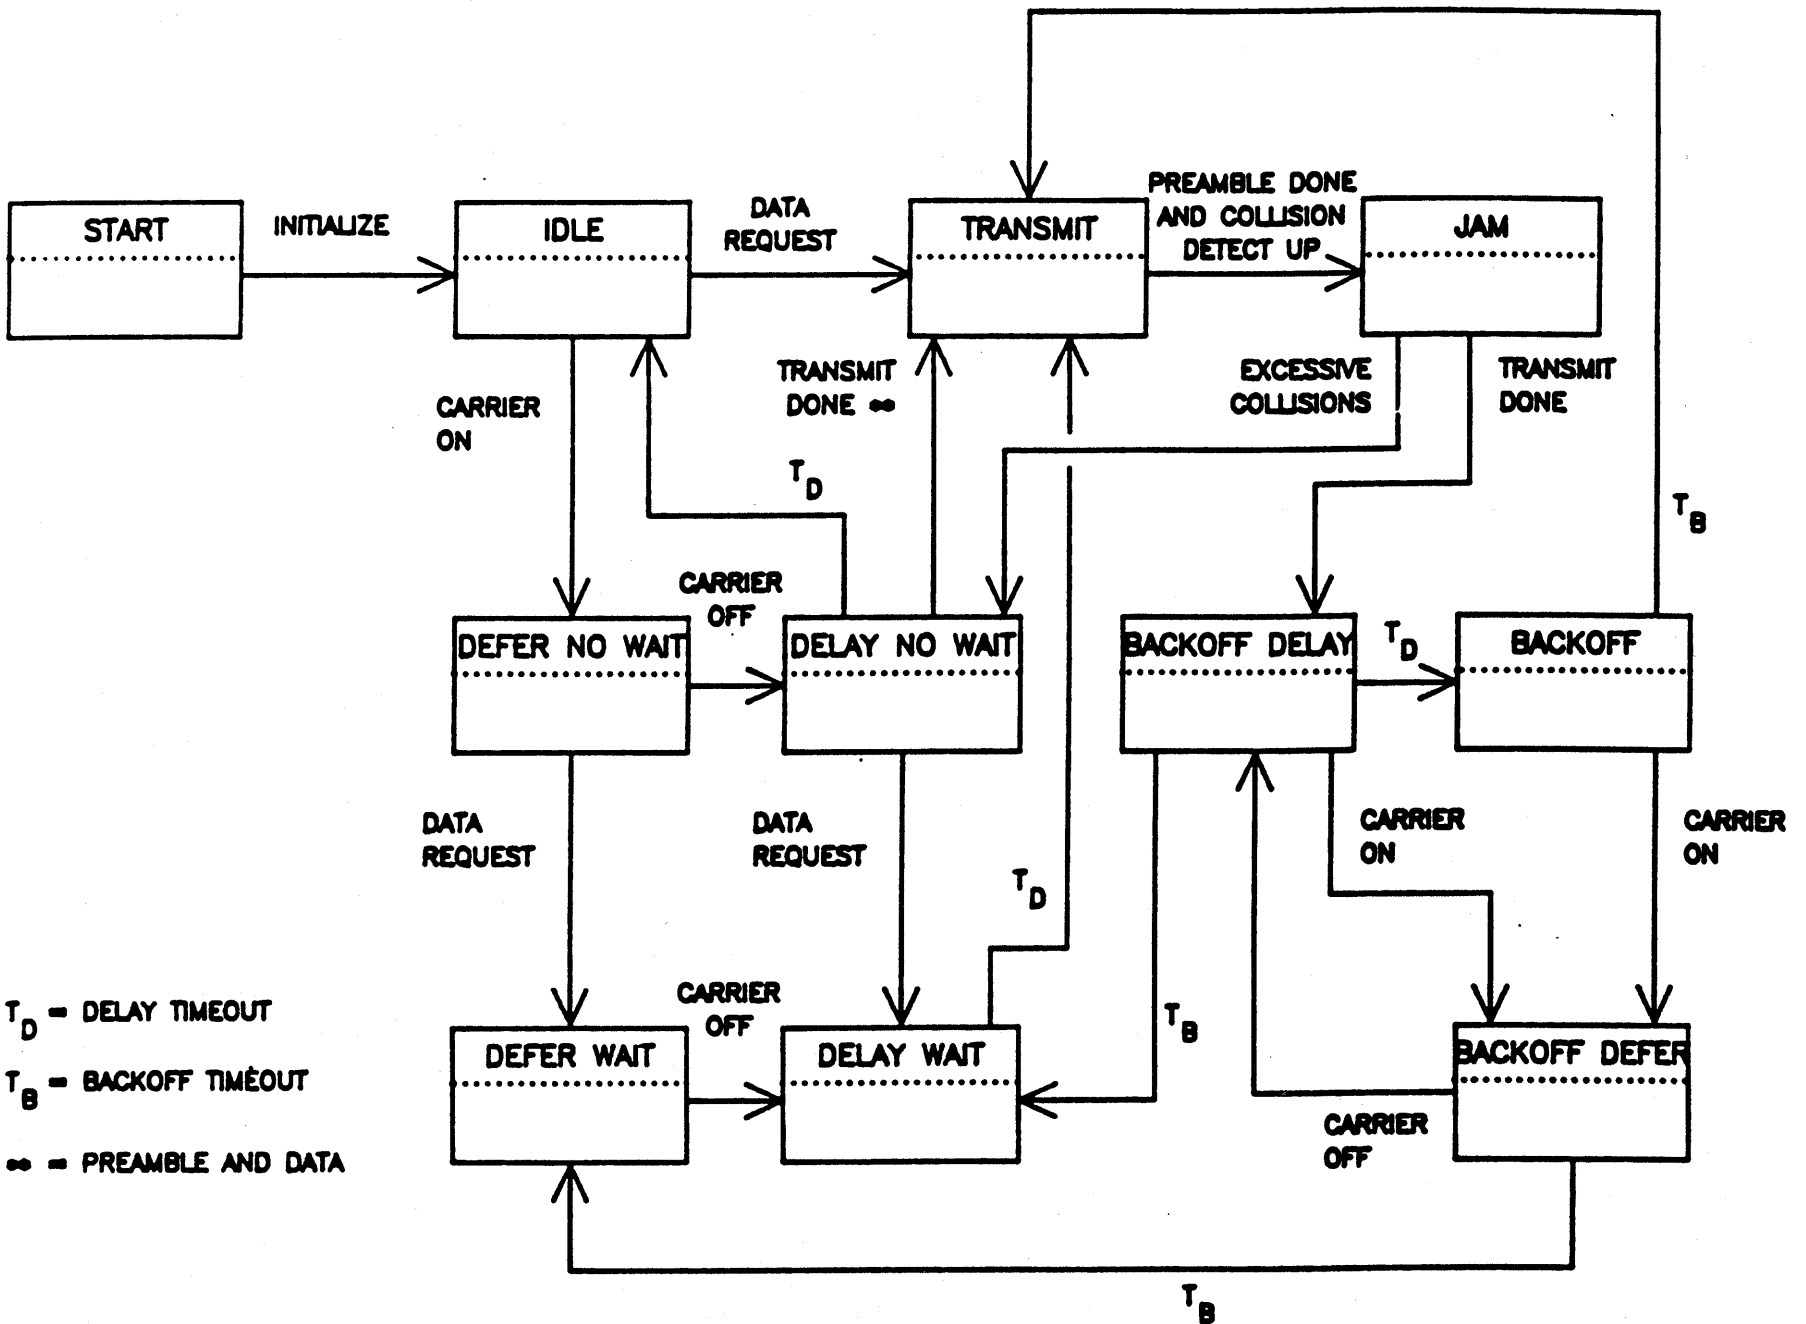 START
INITIALIZE
IDLE
DATA
REQUEST
TRANSMIT
PREAMBLE DONE
AND COLLISION
DETECT UP
JAM
CARRIER
ON
TRANSMIT
DONE ∞
EXCESSIVE
COLLISIONS
TRANSMIT
DONE
T_D
T_B
DEFER NO WAIT
CARRIER
OFF
DELAY NO WAIT
BACKOFF DELAY
T_D
BACKOFF
DATA
REQUEST
DATA
REQUEST
T_D
CARRIER
ON
CARRIER
ON
DEFER WAIT
CARRIER
OFF
DELAY WAIT
T_B
BACKOFF DEFER
CARRIER
OFF
T_B
T_D = DELAY TIMEOUT
T_B = BACKOFF TIMEOUT
∞ = PREAMBLE AND DATA